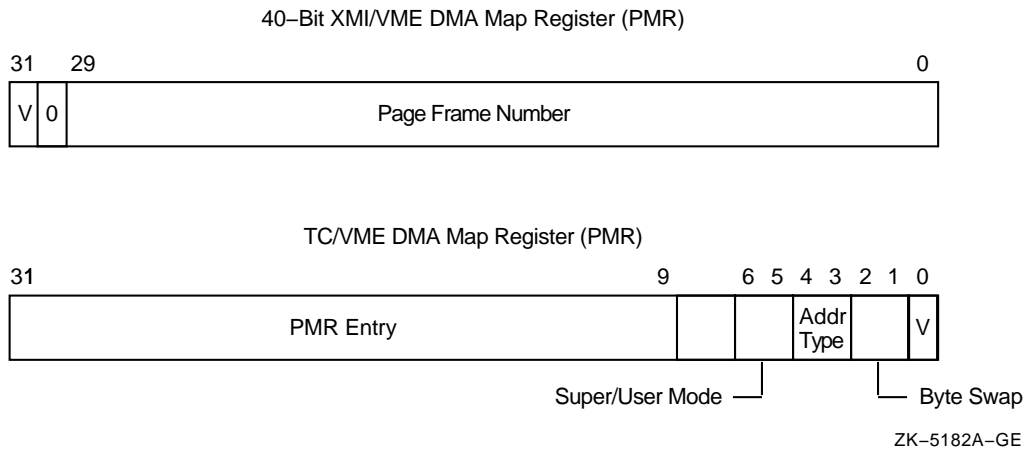 40–Bit XMI/VME DMA Map Register (PMR)
31 29 0
V 0 Page Frame Number
TC/VME DMA Map Register (PMR)
31 9 6 5 4 3 2 1 0
PMR Entry Addr Type V
Super/User Mode Byte Swap
ZK–5182A–GE